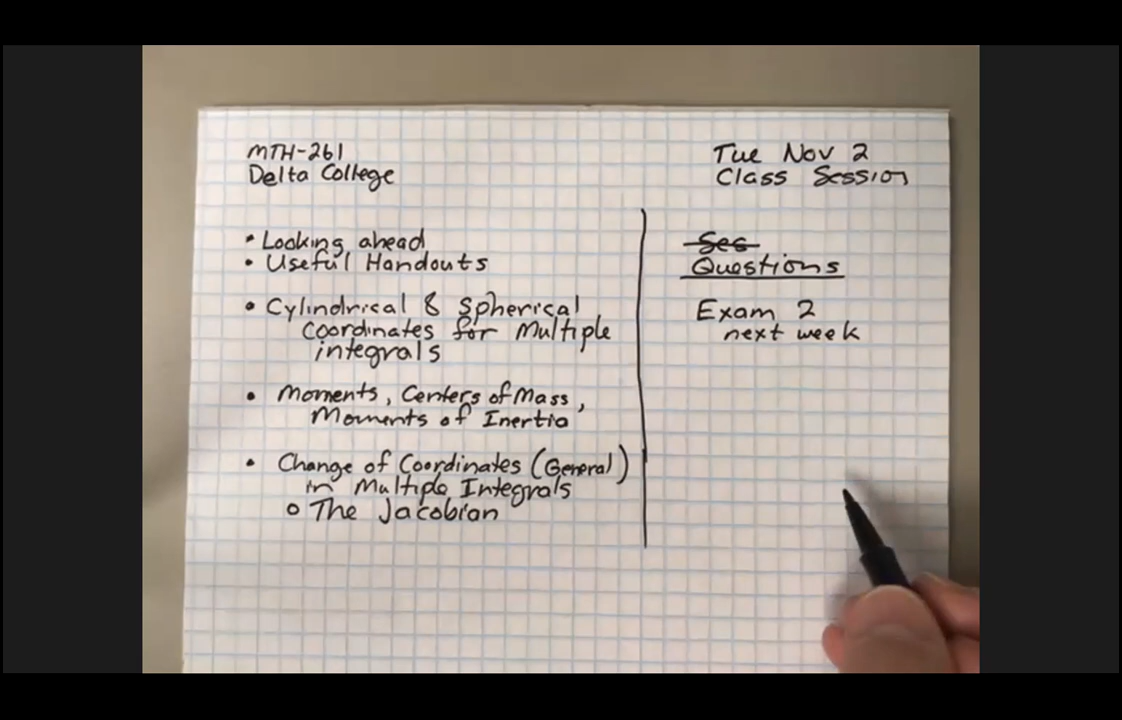 MTH-261
Delta College
Tue Nov 2
Class Session
• Looking ahead
• Useful Handouts
• Cylindrical & Spherical
Coordinates for Multiple
integrals
• Moments, Centers of Mass,
Moments of Inertia
• Change of Coordinates (General)
in Multiple Integrals
o The Jacobian
Ses
Questions
Exam 2
next week